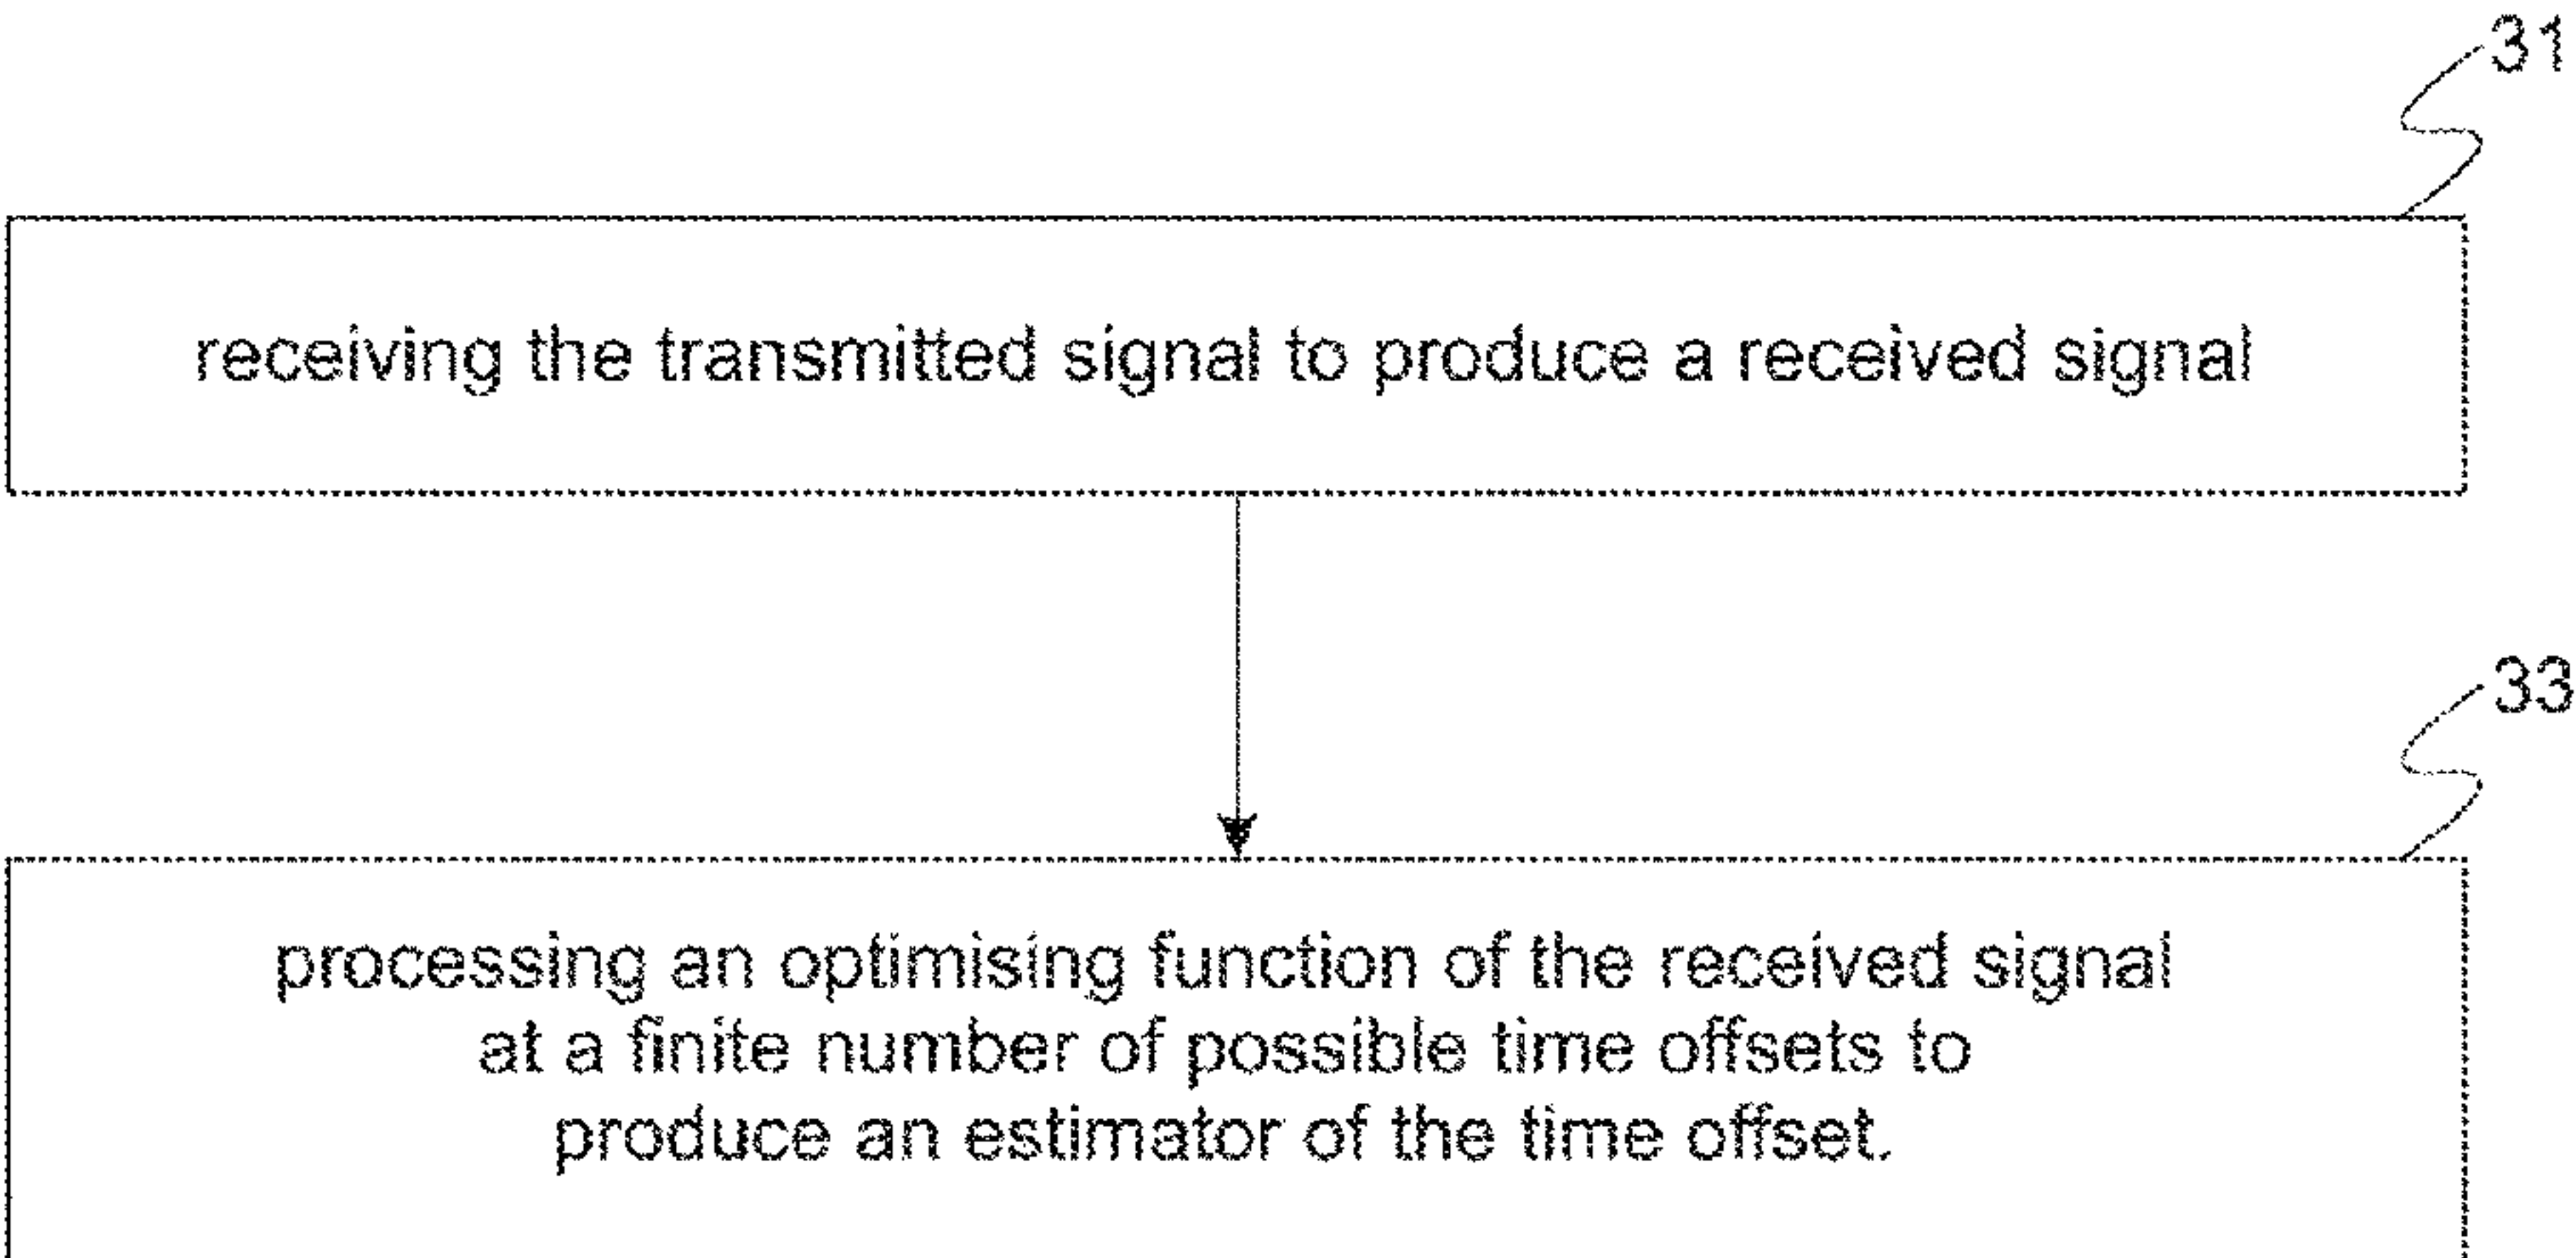 31
receiving the transmitted signal to produce a received signal
33
processing an optimising function of the received signal
at a finite number of possible time offsets to
produce an estimator of the time offset.